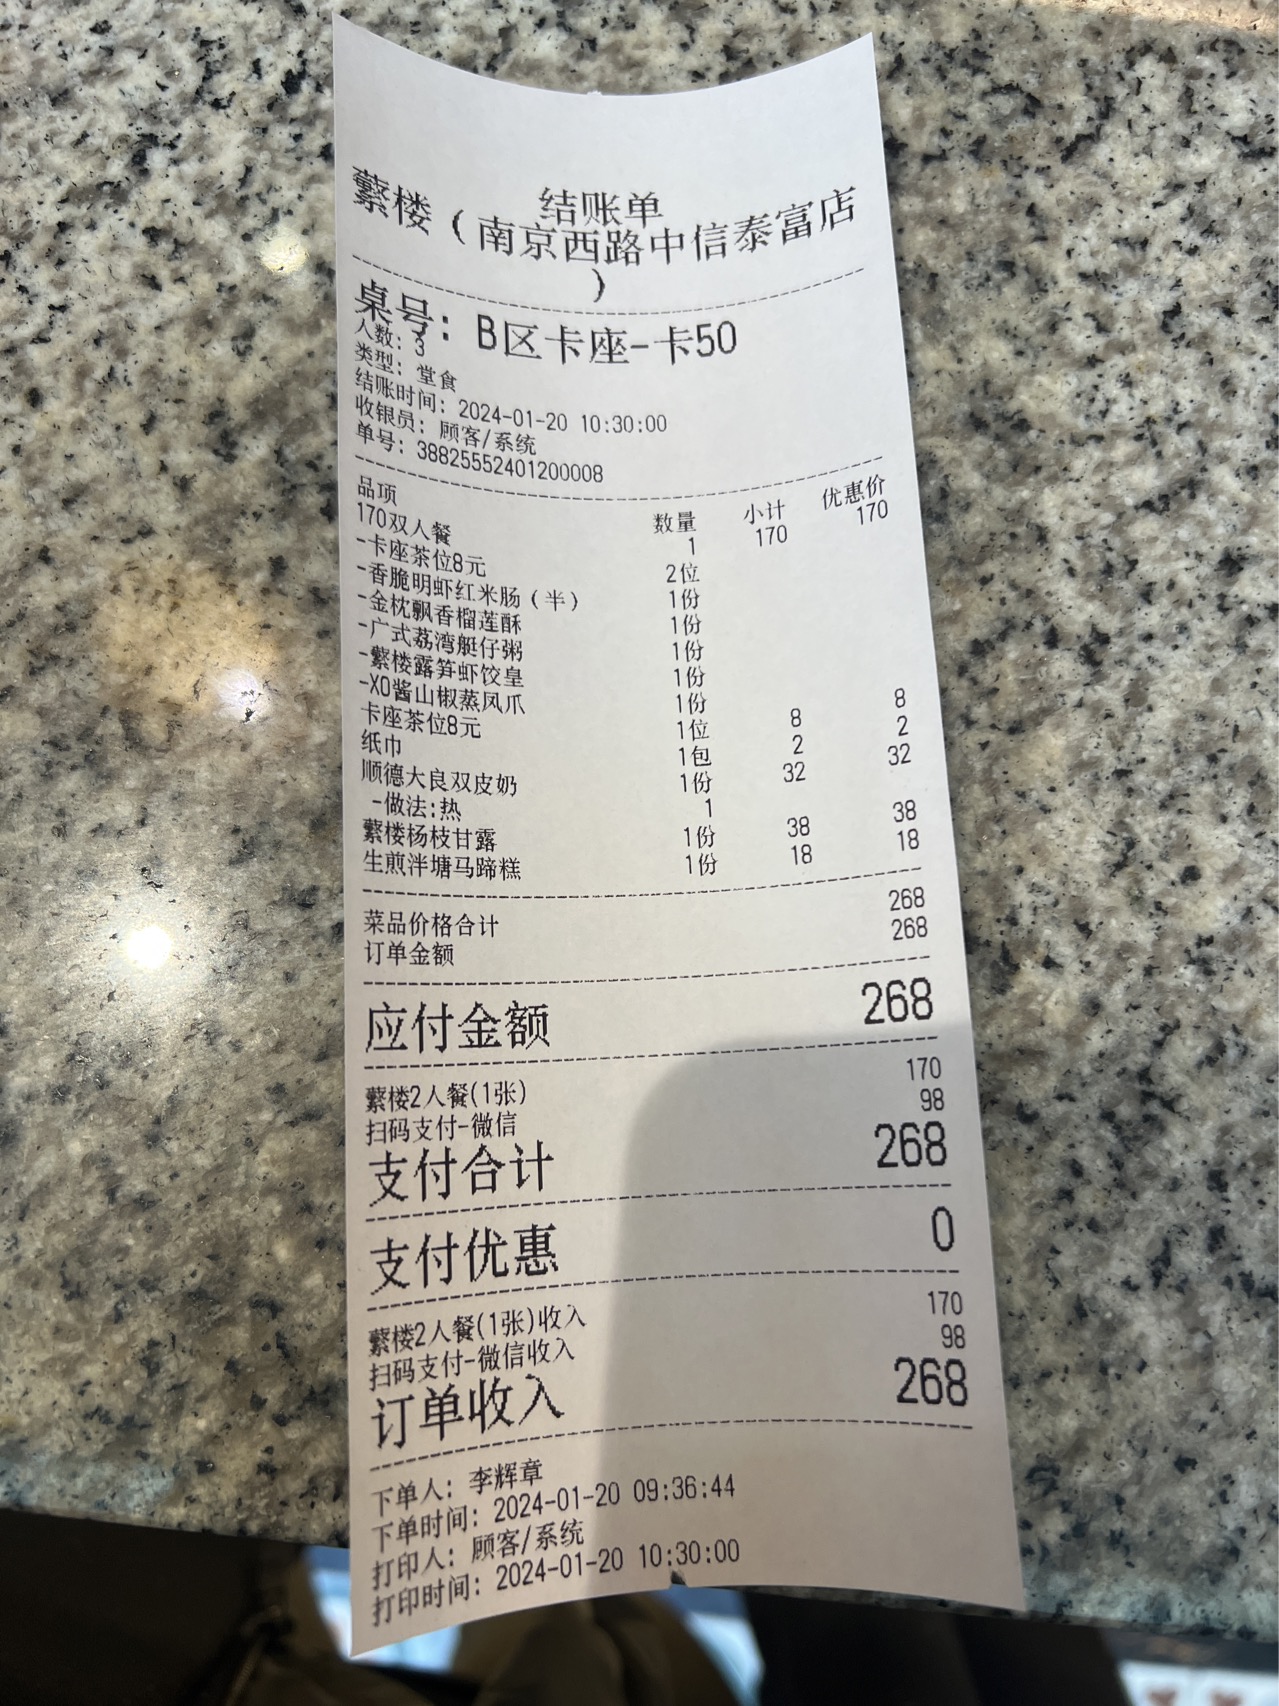 结账单
蘩楼（南京西路中信泰富店
）
桌号：B区卡座-卡50
人数：3
类型：堂食
结账时间：2024-01-20 10:30:00
收银员：顾客/系统
单号：38825552401200008
品项 数量 小计 优惠价
170双人餐 1 170 170
-卡座茶位8元 2位
-香脆明虾红米肠（半） 1份
-金枕飘香榴莲酥 1份
-广式荔湾艇仔粥 1份
-蘩楼露笋虾饺皇 1份
-XO酱山椒蒸凤爪 1份
卡座茶位8元 1位 8 8
纸巾 1包 2 2
顺德大良双皮奶 1份 32 32
-做法:热 1
蘩楼杨枝甘露 1份 38 38
生煎泮塘马蹄糕 1份 18 18
菜品价格合计 268
订单金额 268
应付金额 268
蘩楼2人餐(1张) 170
扫码支付-微信 98
支付合计 268
支付优惠 0
蘩楼2人餐(1张)收入 170
扫码支付-微信收入 98
订单收入 268
下单人：李辉章
下单时间：2024-01-20 09:36:44
打印人：顾客/系统
打印时间：2024-01-20 10:30:00